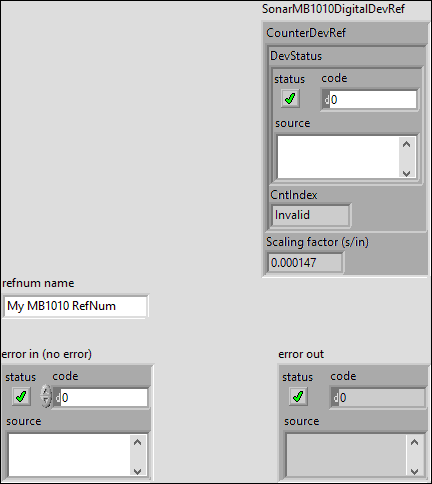 SonarMB1010DigitalDevRef
CounterDevRef
DevStatus
status code
d 0
source
CntIndex
Invalid
Scaling factor (s/in)
0.000147
refnum name
My MB1010 RefNum
error in (no error)
status code
d 0
source
error out
status code
d 0
source